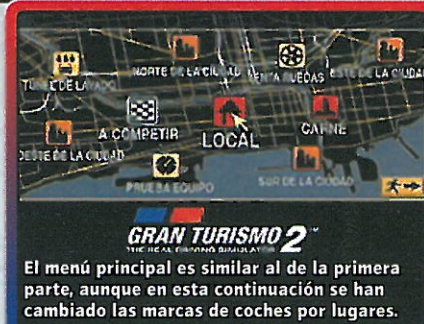 TUNEL DE LAVADO
NORTE DE LA CIUDAD
VENTA RUEDAS
ESTE DE LA CIUDAD
A COMPETIR
LOCAL
CARNE
OESTE DE LA CIUDAD
PRUEBA EQUIPO
SUR DE LA CIUDAD
GRAN TURISMO 2™
THE REAL DRIVING SIMULATOR
El menú principal es similar al de la primera
parte, aunque en esta continuación se han
cambiado las marcas de coches por lugares.